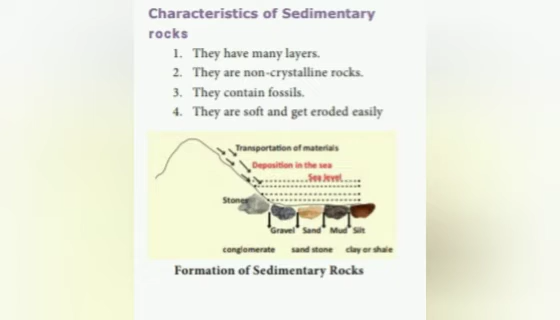 Characteristics of Sedimentary
rocks
1. They have many layers.
2. They are non-crystalline rocks.
3. They contain fossils.
4. They are soft and get eroded easily
Transportation of materials
Deposition in the sea
Sea level
Stones
Gravel Sand Mud Silt
conglomerate sand stone clay or shale
Formation of Sedimentary Rocks